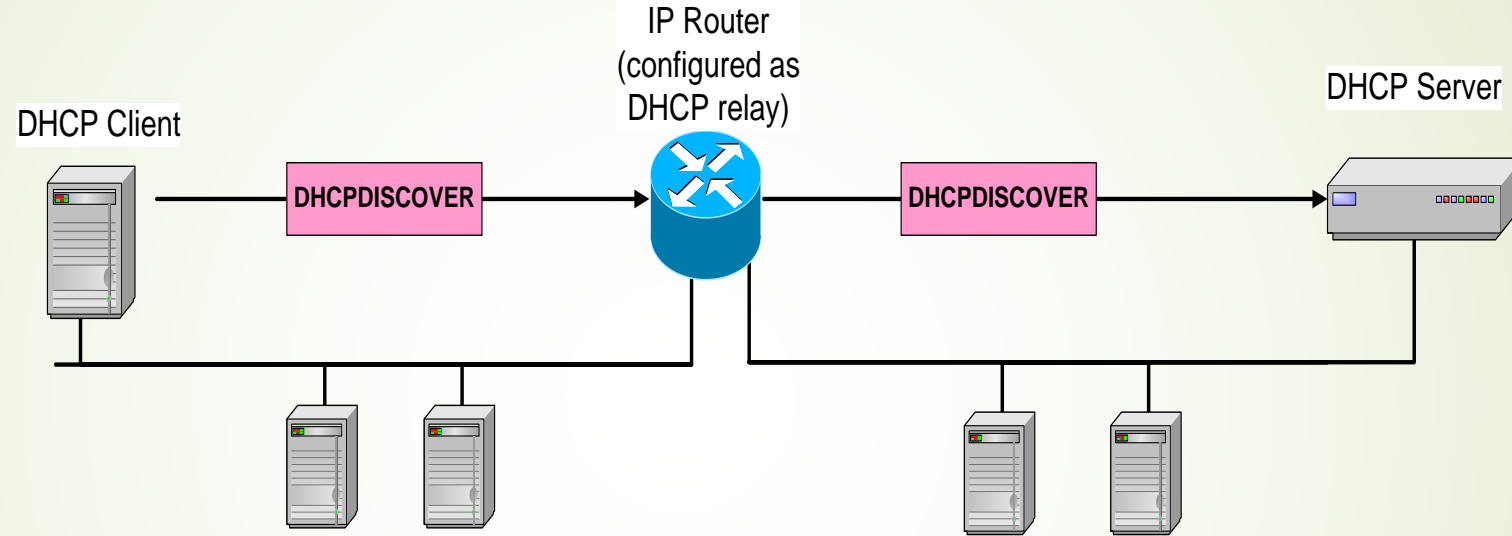 IP Router
(configured as
DHCP relay)
DHCP Server
DHCP Client
DHCPDISCOVER
DHCPDISCOVER